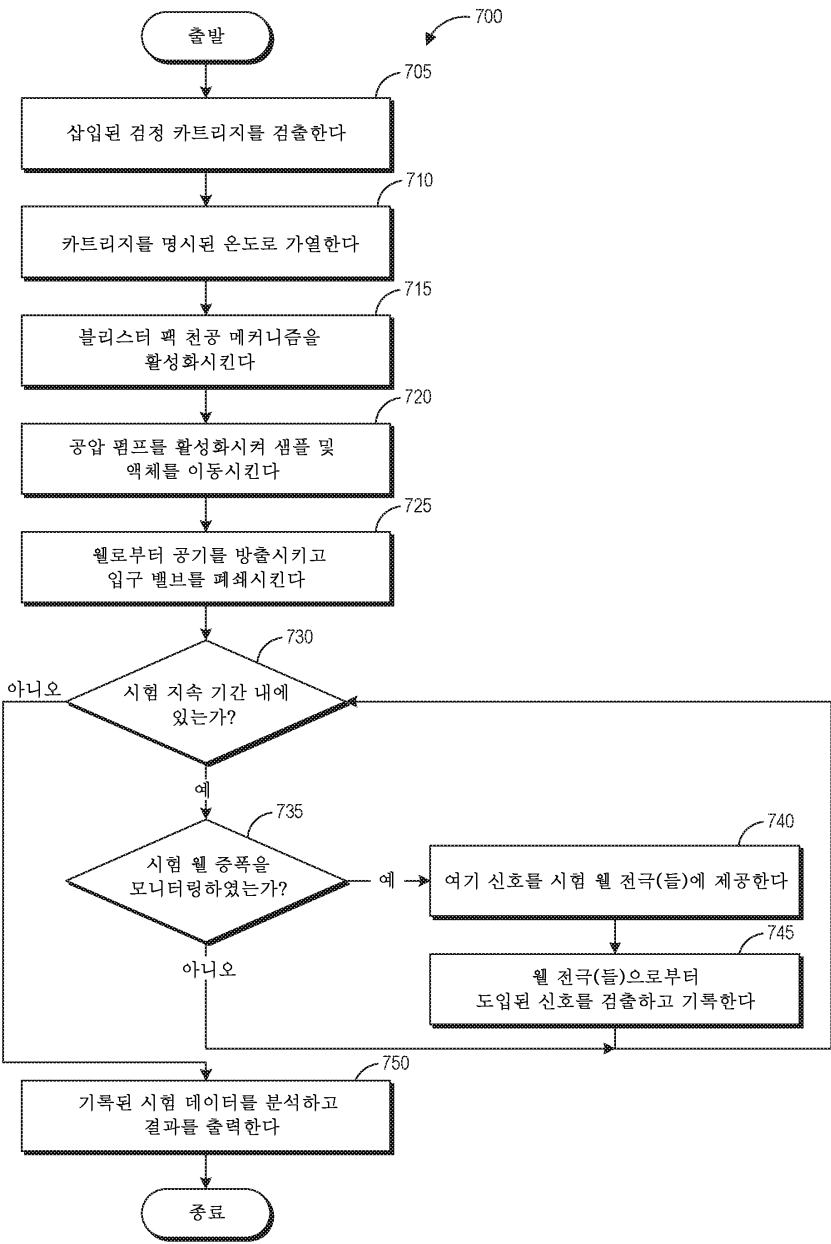 700
출발
705
삽입된 검정 카트리지를 검출한다
710
카트리지를 명시된 온도로 가열한다
715
블리스터 팩 천공 메커니즘을
활성화시킨다
720
공압 펌프를 활성화시켜 샘플 및
액체를 이동시킨다
725
웰로부터 공기를 방출시키고
입구 밸브를 폐쇄시킨다
730
아니오
시험 지속 기간 내에
있는가?
예
735
시험 웰 증폭을
모니터링하였는가?
예
740
여기 신호를 시험 웰 전극(들)에 제공한다
아니오
745
웰 전극(들)으로부터
도입된 신호를 검출하고 기록한다
750
기록된 시험 데이터를 분석하고
결과를 출력한다
종료